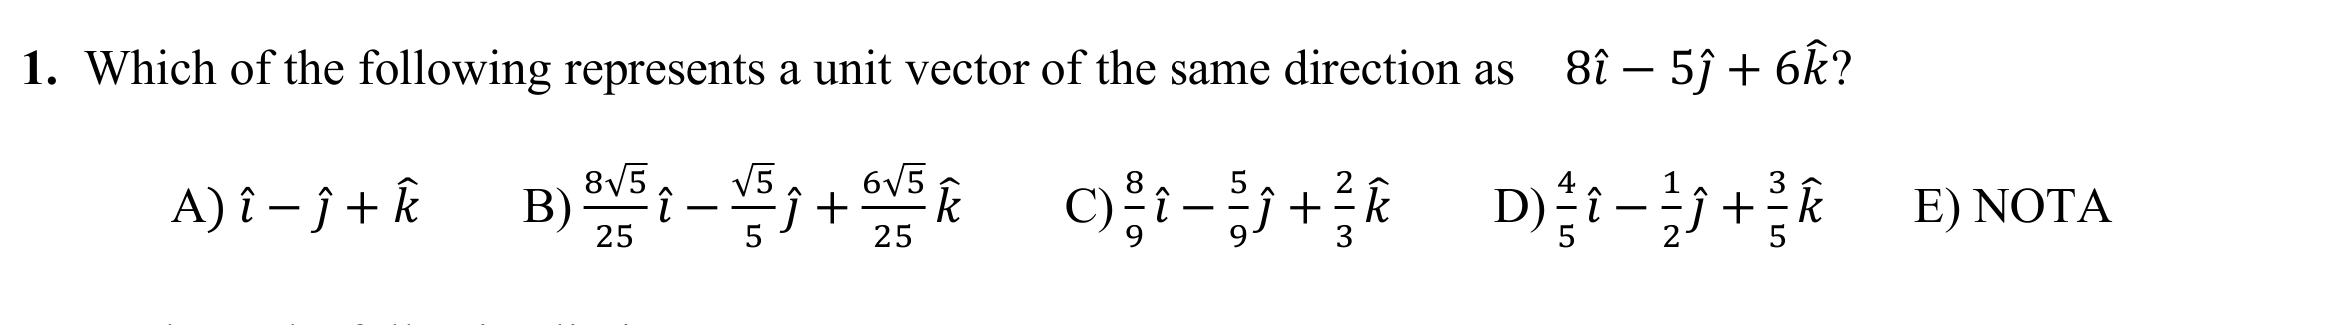 1. Which of the following represents a unit vector of the same direction as 8î − 5ĵ + 6k̂?
A) î − ĵ + k̂ B) 8√5/25 î − √5/5 ĵ + 6√5/25 k̂ C) 8/9 î − 5/9 ĵ + 2/3 k̂ D) 4/5 î − 1/2 ĵ + 3/5 k̂ E) NOTA